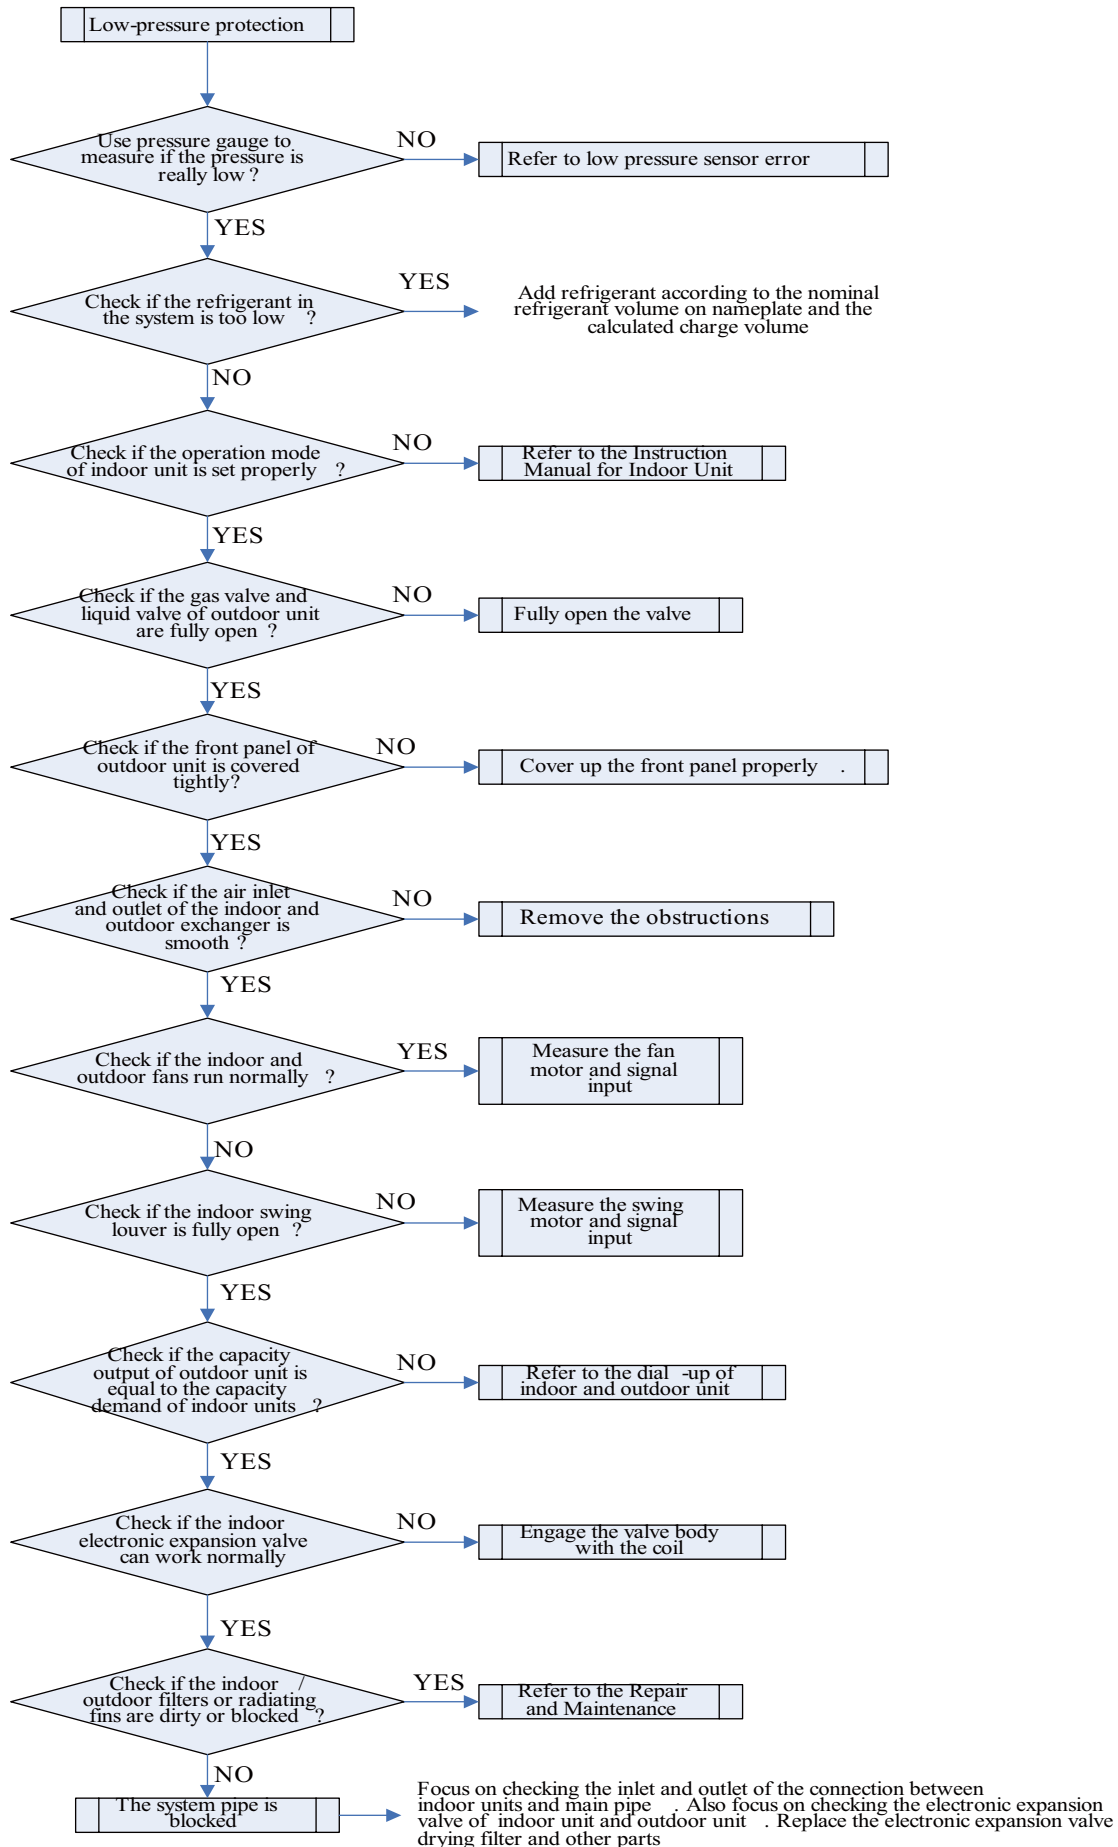 Low-pressure protection
Use pressure gauge to
measure if the pressure is
really low ?
NO
Refer to low pressure sensor error
YES
Check if the refrigerant in
the system is too low ?
YES
Add refrigerant according to the nominal
refrigerant volume on nameplate and the
calculated charge volume
NO
Check if the operation mode
of indoor unit is set properly ?
NO
Refer to the Instruction
Manual for Indoor Unit
YES
Check if the gas valve and
liquid valve of outdoor unit
are fully open ?
NO
Fully open the valve
YES
Check if the front panel of
outdoor unit is covered
tightly?
NO
Cover up the front panel properly .
YES
Check if the air inlet
and outlet of the indoor and
outdoor exchanger is
smooth ?
NO
Remove the obstructions
YES
Check if the indoor and
outdoor fans run normally ?
YES
Measure the fan
motor and signal
input
NO
Check if the indoor swing
louver is fully open ?
NO
Measure the swing
motor and signal
input
YES
Check if the capacity
output of outdoor unit is
equal to the capacity
demand of indoor units ?
NO
Refer to the dial -up of
indoor and outdoor unit
YES
Check if the indoor
electronic expansion valve
can work normally
NO
Engage the valve body
with the coil
YES
Check if the indoor /
outdoor filters or radiating
fins are dirty or blocked ?
YES
Refer to the Repair
and Maintenance
NO
The system pipe is
blocked
Focus on checking the inlet and outlet of the connection between
indoor units and main pipe . Also focus on checking the electronic expansion
valve of indoor unit and outdoor unit . Replace the electronic expansion valve
drying filter and other parts